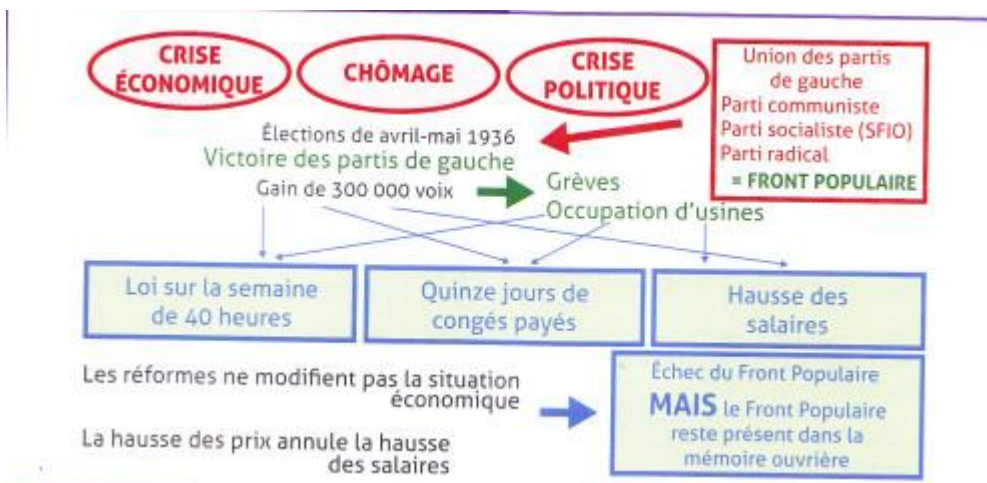 CRISE
ÉCONOMIQUE
CHÔMAGE
CRISE
POLITIQUE
Union des partis
de gauche
Parti communiste
Parti socialiste (SFIO)
Parti radical
= FRONT POPULAIRE
Élections de avril-mai 1936
Victoire des partis de gauche
Gain de 300 000 voix
Grèves
Occupation d'usines
Loi sur la semaine
de 40 heures
Quinze jours de
congés payés
Hausse des
salaires
Les réformes ne modifient pas la situation
économique
La hausse des prix annule la hausse
des salaires
Échec du Front Populaire
MAIS le Front Populaire
reste présent dans la
mémoire ouvrière